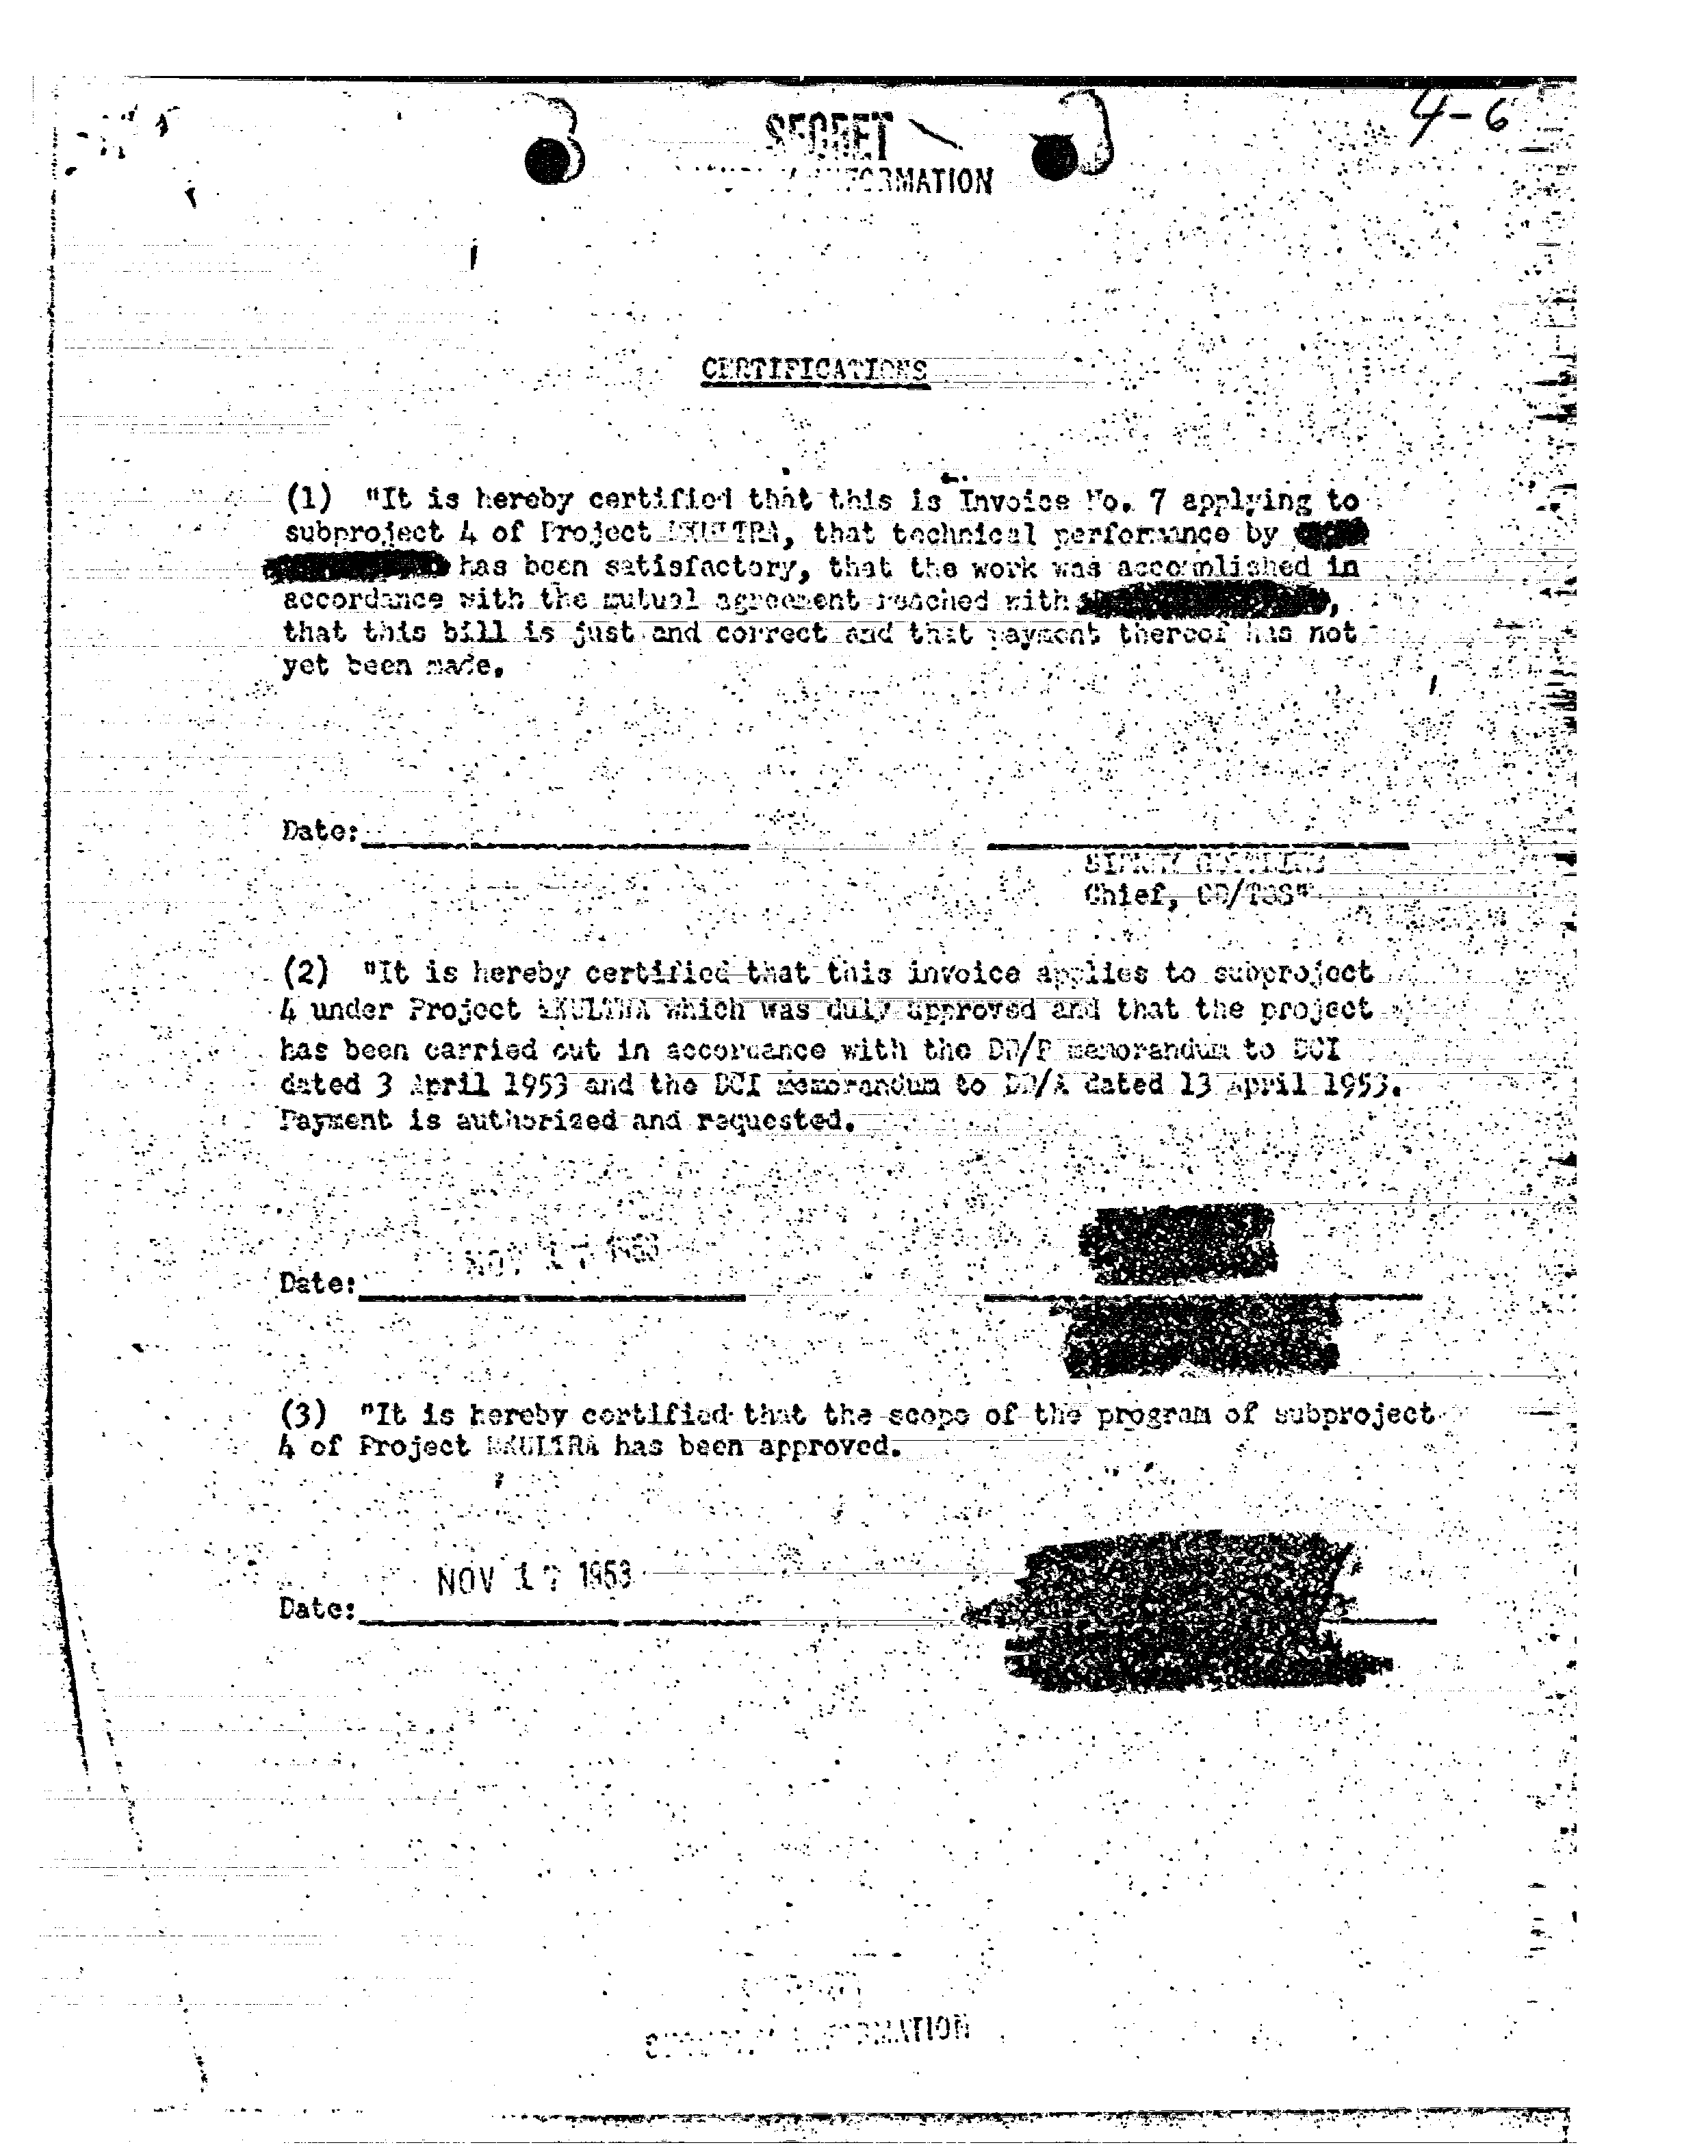 4-6
SECRET
INFORMATION
CERTIFICATIONS
(1) "It is hereby certified that this is Invoice No. 7 applying to
subproject 4 of Project MKULTRA, that technical performance by
has been satisfactory, that the work was accomplished in
accordance with the mutual agreement reached with ,
that this bill is just and correct and that payment thereof has not
yet been made.
Date:
SIDNEY GOTTLIEB
Chief, CD/TSS"
(2) "It is hereby certified that this invoice applies to subproject
4 under Project MKULTRA which was duly approved and that the project
has been carried out in accordance with the DD/P memorandum to DCI
dated 3 April 1953 and the DCI memorandum to DD/A dated 13 April 1953.
Payment is authorized and requested.
NOV 17 1953
Date:
(3) "It is hereby certified that the scope of the program of subproject
4 of Project MKULTRA has been approved.
NOV 17 1953
Date:
SECURITY INFORMATION